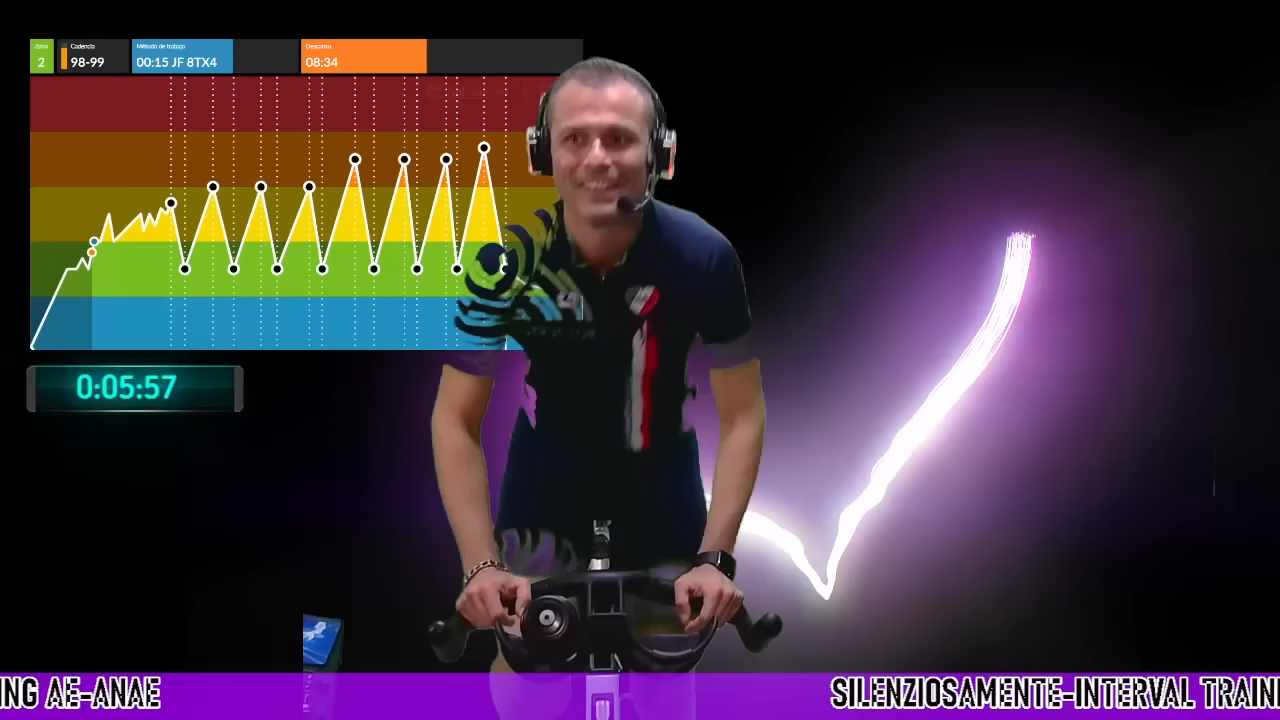 Zona
2
Cadencia
98-99
Método de trabajo
00:15 JF 8TX4
Descanso
08:34
0:05:57
NG AE-ANAE
SILENZIOSAMENTE-INTERVAL TRAINI